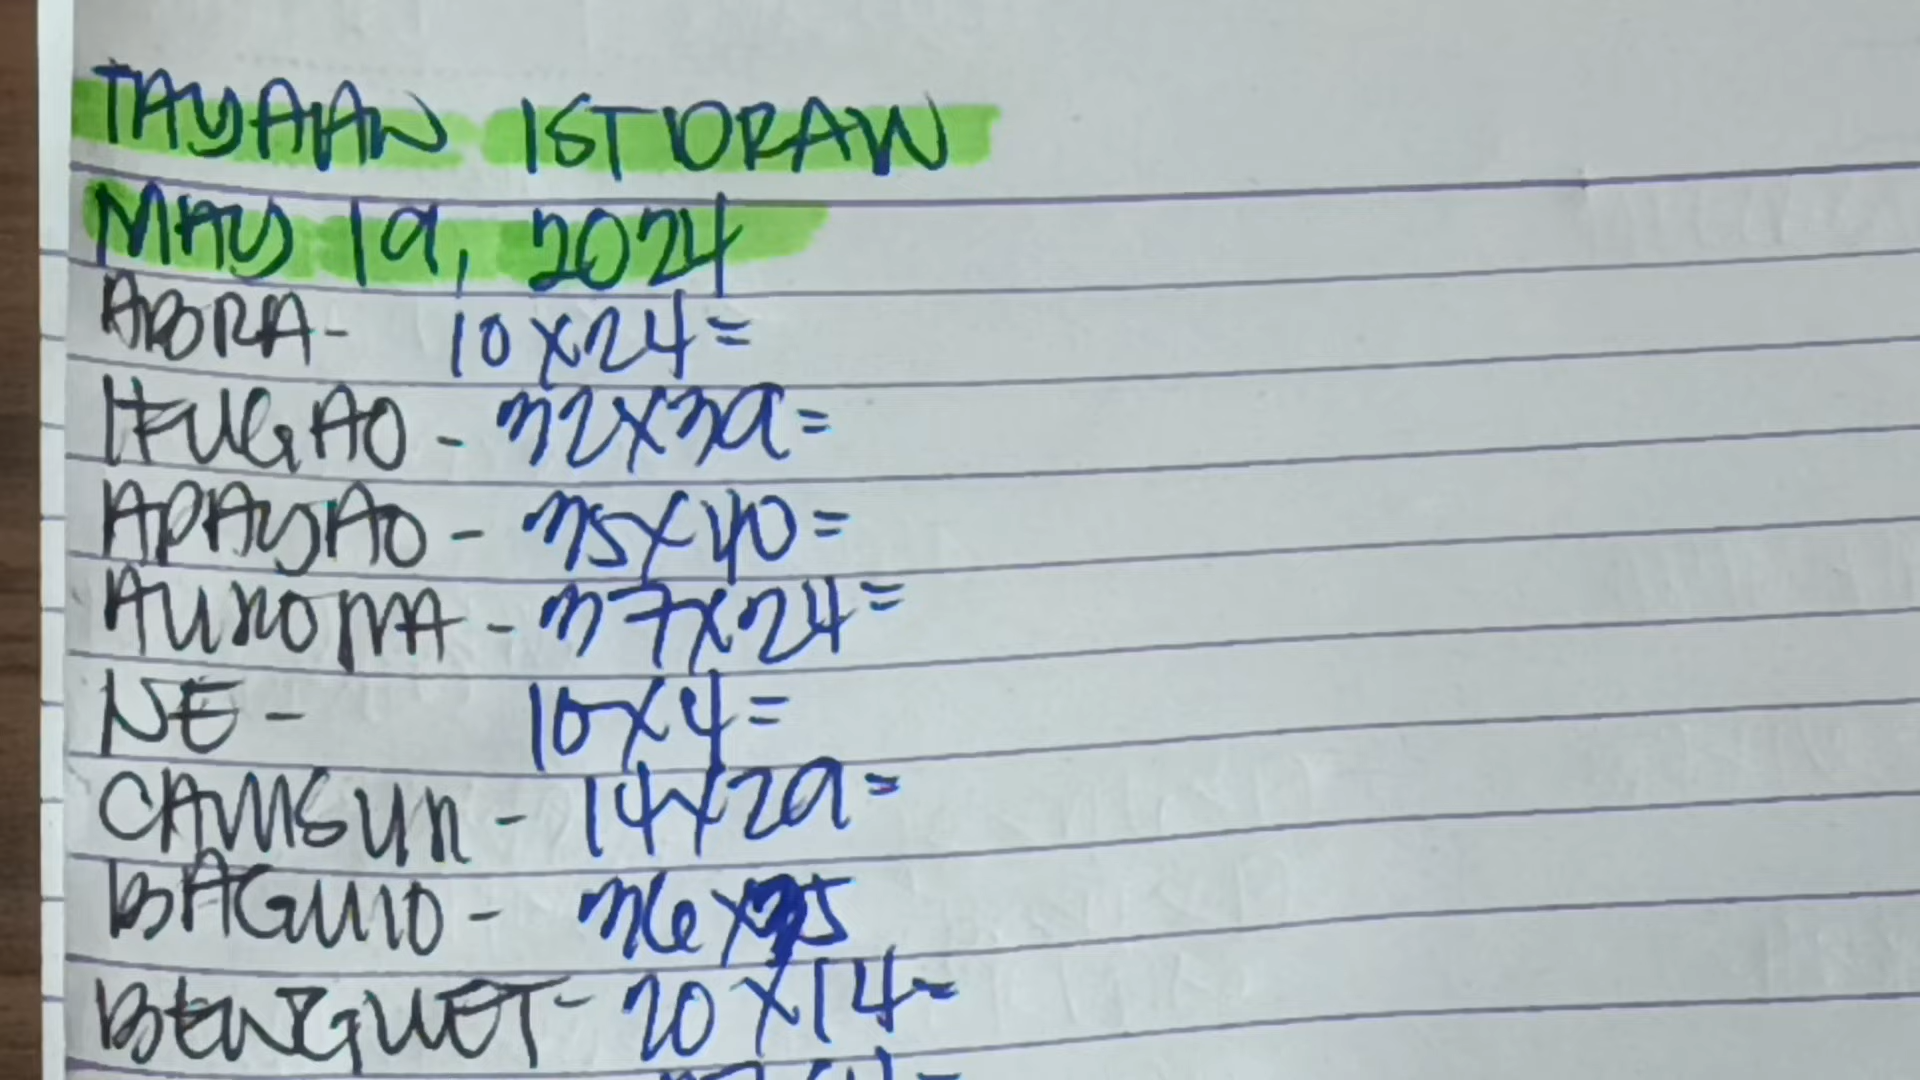 TAYAAN 1ST DRAW
MAY 19, 2024
ABRA- 10x24=
IFUGAO - 32x39=
APAYAO - 35x40=
AURORA - 37x24=
NE - 10x4=
CAMSUR - 14x29=
BAGUIO - 36x35
BENGUET- 20x14=